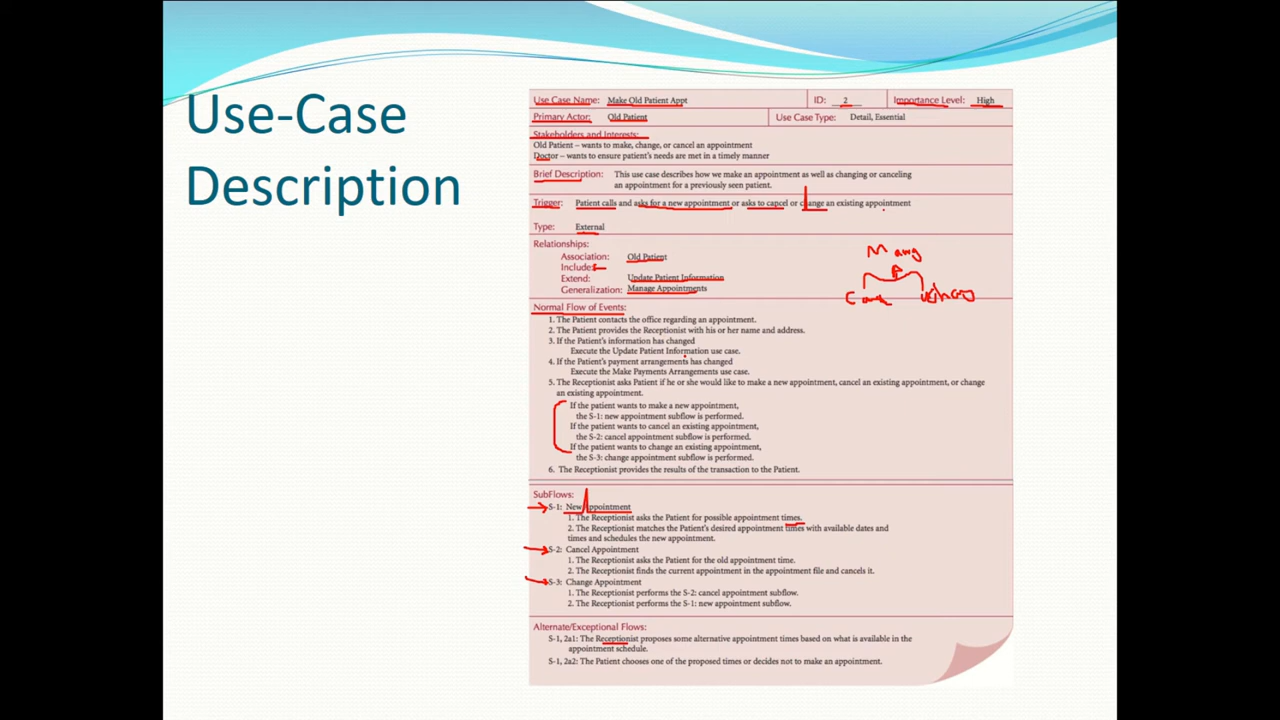 Use-Case
Description
Use Case Name: Make Old Patient Appt ID: 2 Importance Level: High
Primary Actor: Old Patient Use Case Type: Detail, Essential
Stakeholders and Interests:
Old Patient – wants to make, change, or cancel an appointment
Doctor – wants to ensure patient's needs are met in a timely manner
Brief Description: This use case describes how we make an appointment as well as changing or canceling
an appointment for a previously seen patient.
Trigger: Patient calls and asks for a new appointment or asks to cancel or change an existing appointment
Type: External
Relationships:
Association: Old Patient
Include:
Extend: Update Patient Information
Generalization: Manage Appointments
Normal Flow of Events:
1. The Patient contacts the office regarding an appointment.
2. The Patient provides the Receptionist with his or her name and address.
3. If the Patient's information has changed
Execute the Update Patient Information use case.
4. If the Patient's payment arrangements has changed
Execute the Make Payments Arrangements use case.
5. The Receptionist asks Patient if he or she would like to make a new appointment, cancel an existing appointment, or change
an existing appointment.
If the patient wants to make a new appointment,
the S-1: new appointment subflow is performed.
If the patient wants to cancel an existing appointment,
the S-2: cancel appointment subflow is performed.
If the patient wants to change an existing appointment,
the S-3: change appointment subflow is performed.
6. The Receptionist provides the results of the transaction to the Patient.
SubFlows:
S-1: New Appointment
1. The Receptionist asks the Patient for possible appointment times.
2. The Receptionist matches the Patient's desired appointment times with available dates and
times and schedules the new appointment.
S-2: Cancel Appointment
1. The Receptionist asks the Patient for the old appointment time.
2. The Receptionist finds the current appointment in the appointment file and cancels it.
S-3: Change Appointment
1. The Receptionist performs the S-2: cancel appointment subflow.
2. The Receptionist performs the S-1: new appointment subflow.
Alternate/Exceptional Flows:
S-1, 2a1: The Receptionist proposes some alternative appointment times based on what is available in the
appointment schedule.
S-1, 2a2: The Patient chooses one of the proposed times or decides not to make an appointment.